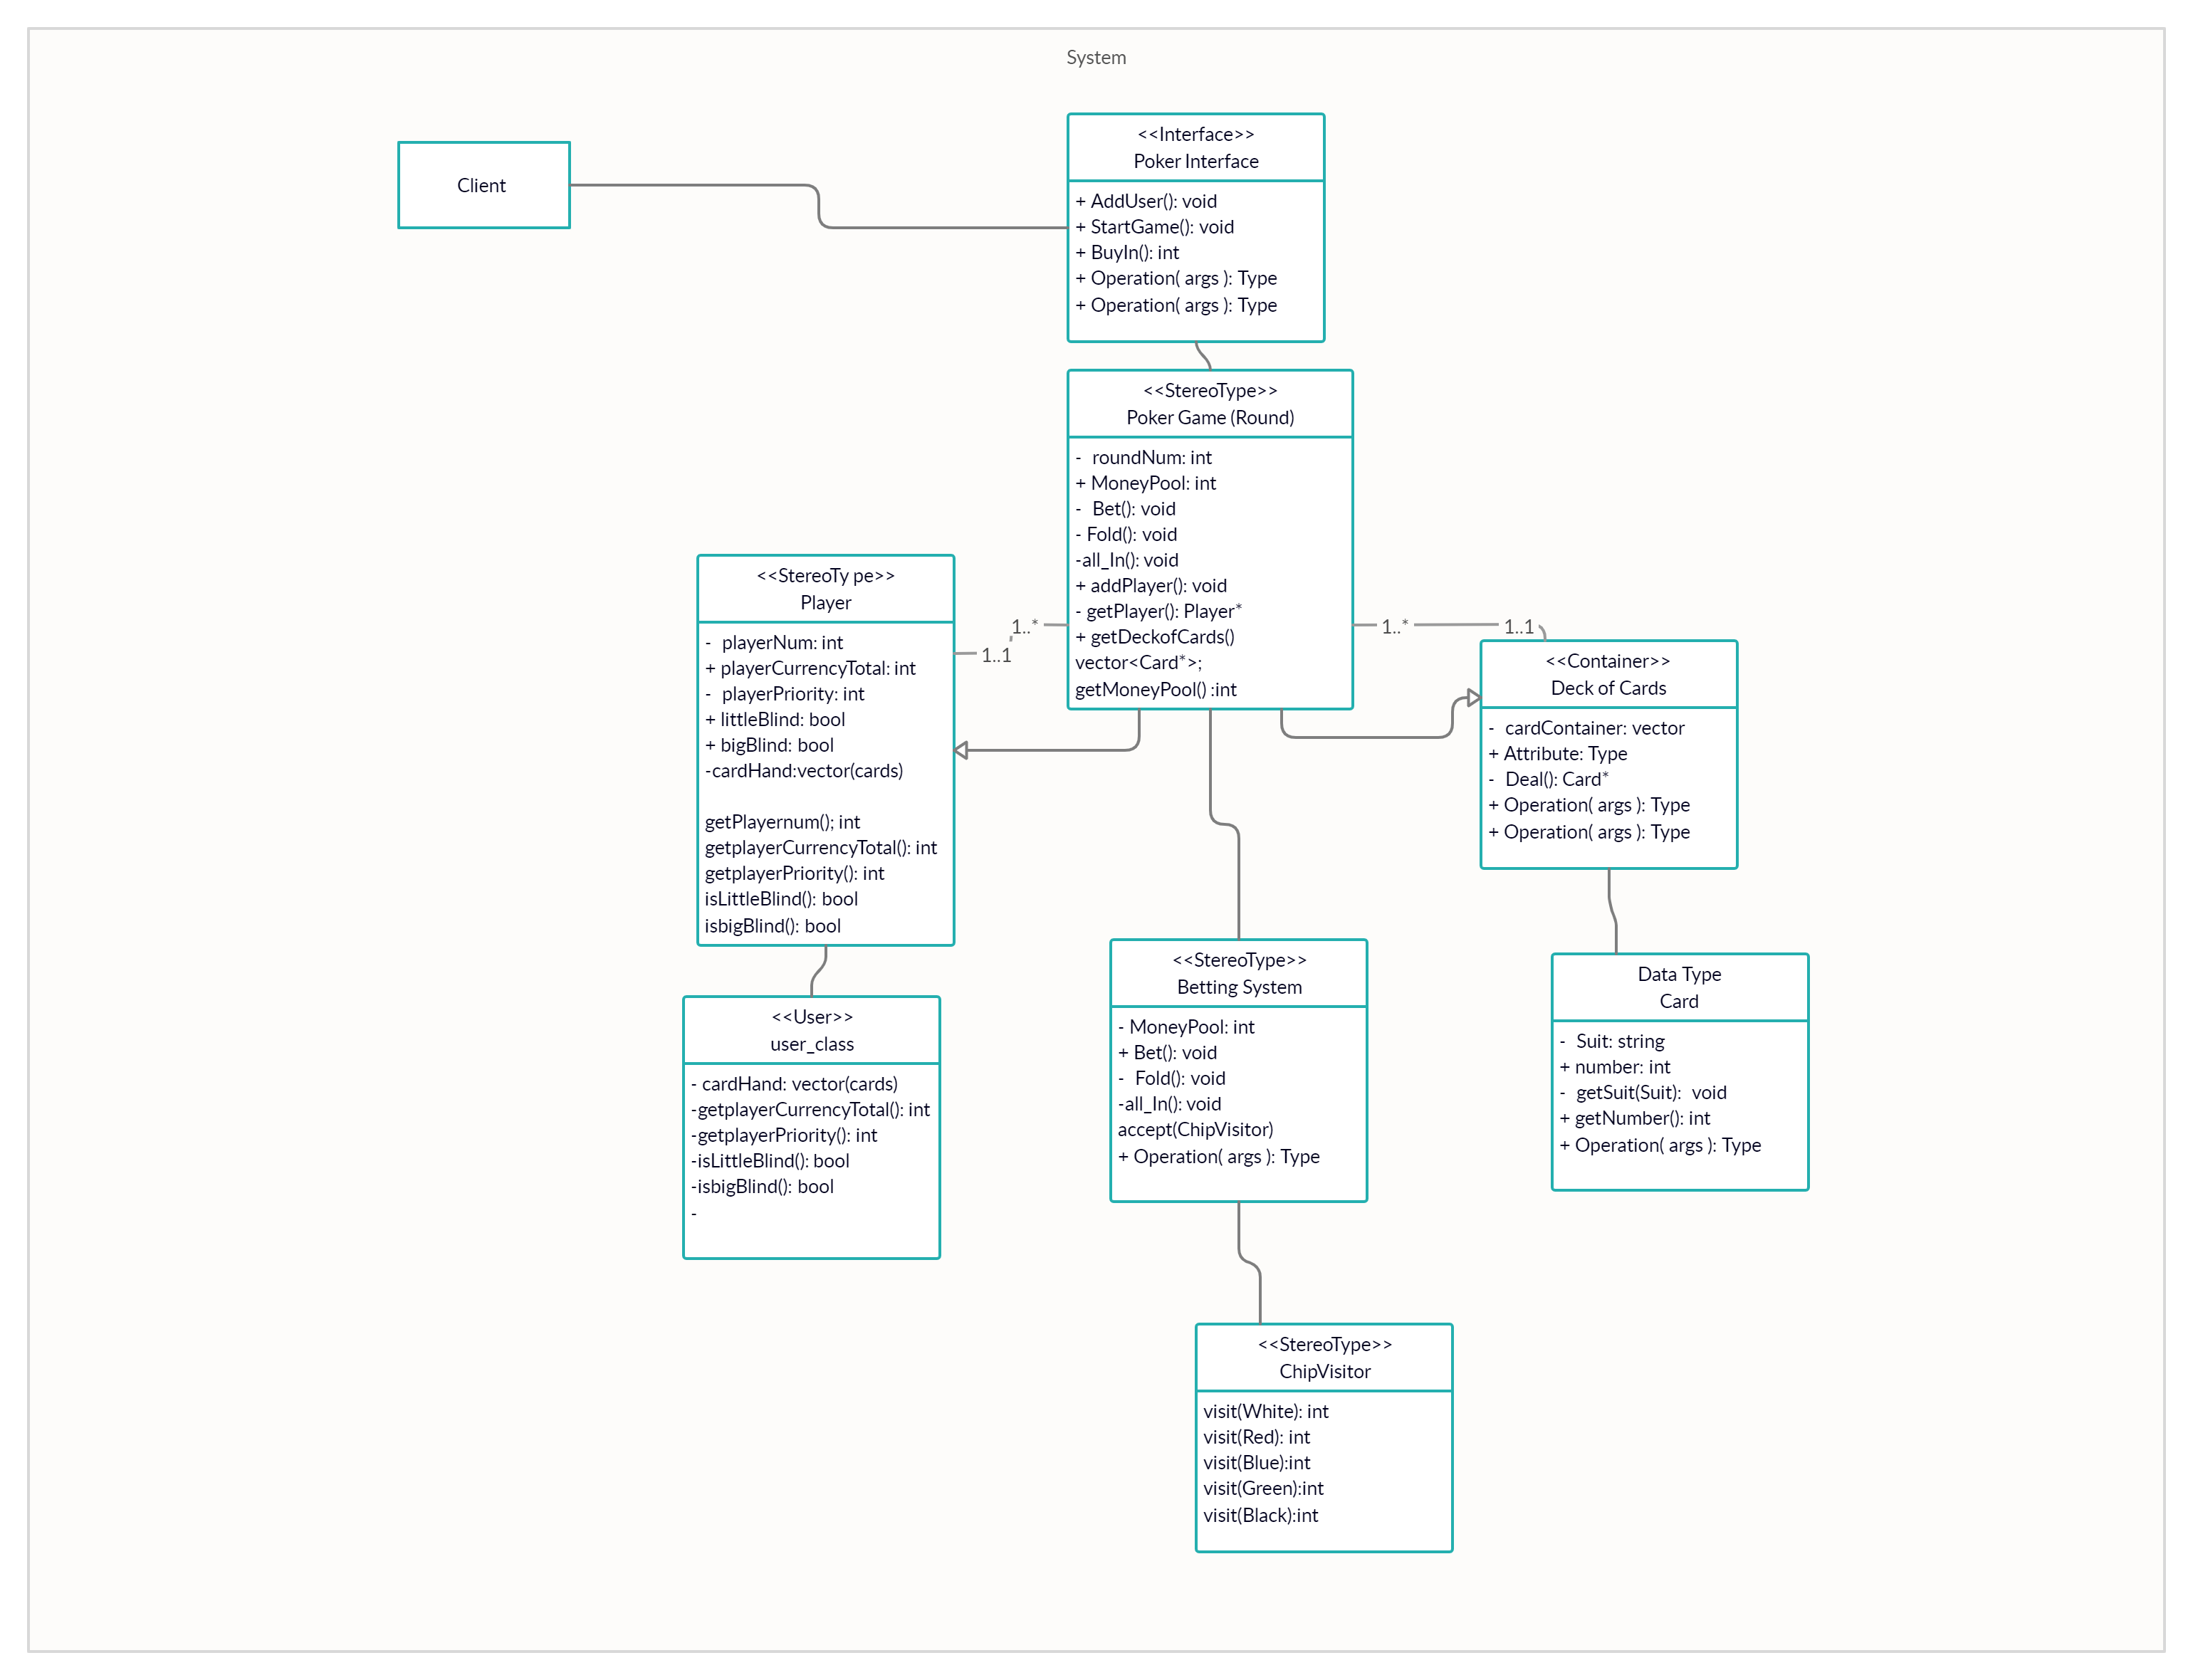 System
Client
<<Interface>>
Poker Interface
+ AddUser(): void
+ StartGame(): void
+ BuyIn(): int
+ Operation( args ): Type
+ Operation( args ): Type
<<StereoType>>
Poker Game (Round)
-  roundNum: int
+ MoneyPool: int
-  Bet(): void
- Fold(): void
-all_In(): void
+ addPlayer(): void
- getPlayer(): Player*
+ getDeckofCards()
vector<Card*>;
getMoneyPool() :int
1..*
1..1
1..*
1..1
<<StereoTy pe>>
Player
-  playerNum: int
+ playerCurrencyTotal: int
-  playerPriority: int
+ littleBlind: bool
+ bigBlind: bool
-cardHand:vector(cards)
getPlayernum(); int
getplayerCurrencyTotal(): int
getplayerPriority(): int
isLittleBlind(): bool
isbigBlind(): bool
<<Container>>
Deck of Cards
-  cardContainer: vector
+ Attribute: Type
-  Deal(): Card*
+ Operation( args ): Type
+ Operation( args ): Type
<<User>>
user_class
- cardHand: vector(cards)
-getplayerCurrencyTotal(): int
-getplayerPriority(): int
-isLittleBlind(): bool
-isbigBlind(): bool
-
<<StereoType>>
Betting System
- MoneyPool: int
+ Bet(): void
-  Fold(): void
-all_In(): void
accept(ChipVisitor)
+ Operation( args ): Type
Data Type
Card
-  Suit: string
+ number: int
-  getSuit(Suit):  void
+ getNumber(): int
+ Operation( args ): Type
<<StereoType>>
ChipVisitor
visit(White): int
visit(Red): int
visit(Blue):int
visit(Green):int
visit(Black):int